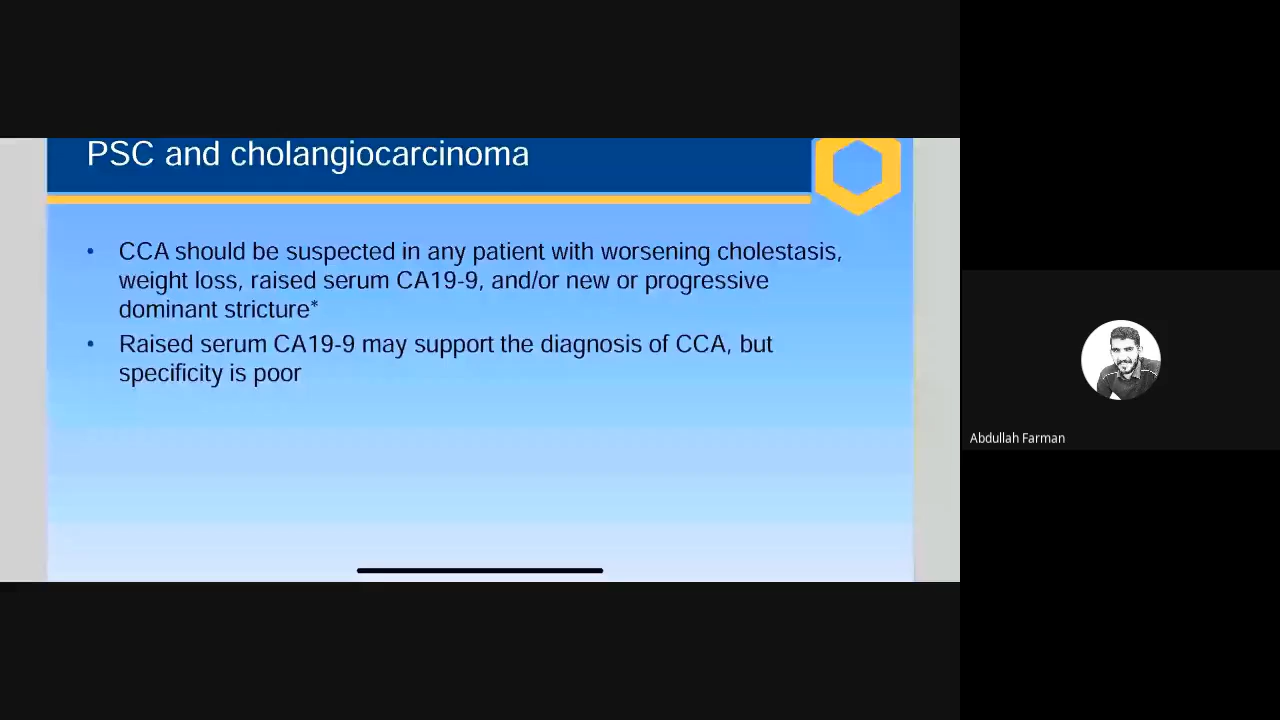 PSC and cholangiocarcinoma
• CCA should be suspected in any patient with worsening cholestasis,
weight loss, raised serum CA19-9, and/or new or progressive
dominant stricture*
• Raised serum CA19-9 may support the diagnosis of CCA, but
specificity is poor
Abdullah Farman